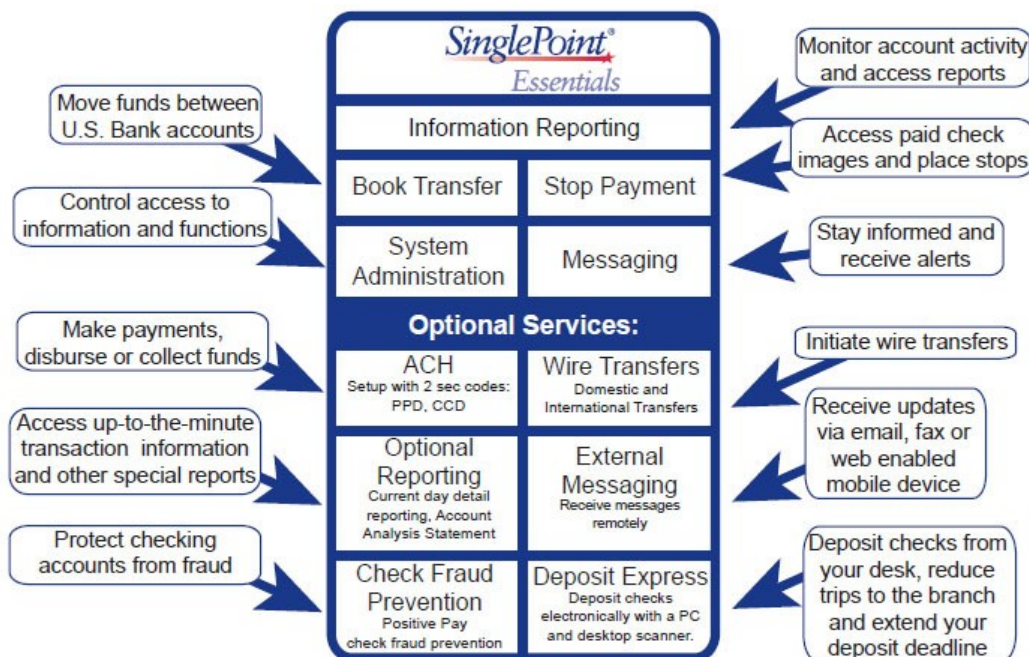 SinglePoint®
Essentials
Information Reporting
Book Transfer
Stop Payment
System
Administration
Messaging
Optional Services:
ACH
Setup with 2 sec codes:
PPD, CCD
Wire Transfers
Domestic and
International Transfers
Optional
Reporting
Current day detail
reporting, Account
Analysis Statement
External
Messaging
Receive messages
remotely
Check Fraud
Prevention
Positive Pay
check fraud prevention
Deposit Express
Deposit checks
electronically with a PC
and desktop scanner.
Move funds between
U.S. Bank accounts
Control access to
information and functions
Make payments,
disburse or collect funds
Access up-to-the-minute
transaction information
and other special reports
Protect checking
accounts from fraud
Monitor account activity
and access reports
Access paid check
images and place stops
Stay informed and
receive alerts
Initiate wire transfers
Receive updates
via email, fax or
web enabled
mobile device
Deposit checks from
your desk, reduce
trips to the branch
and extend your
deposit deadline